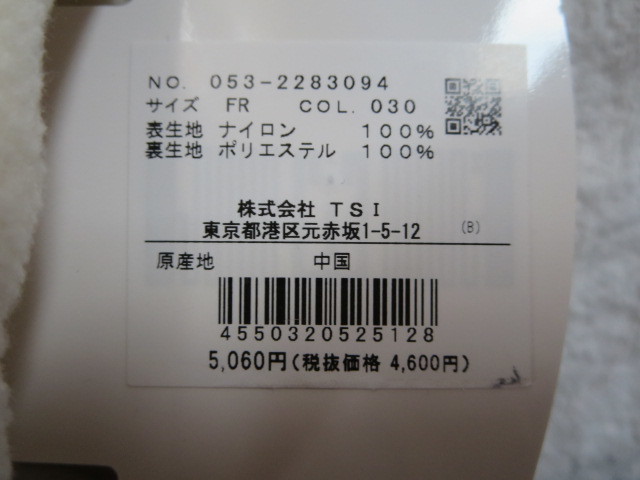 NO. 053-2283094
サイズ FR COL. 030
表生地 ナイロン 100%
裏生地 ポリエステル 100%
株式会社 TSI
東京都港区元赤坂1-5-12 (B)
原産地 中国
4550320525128
5,060円(税抜価格 4,600円)